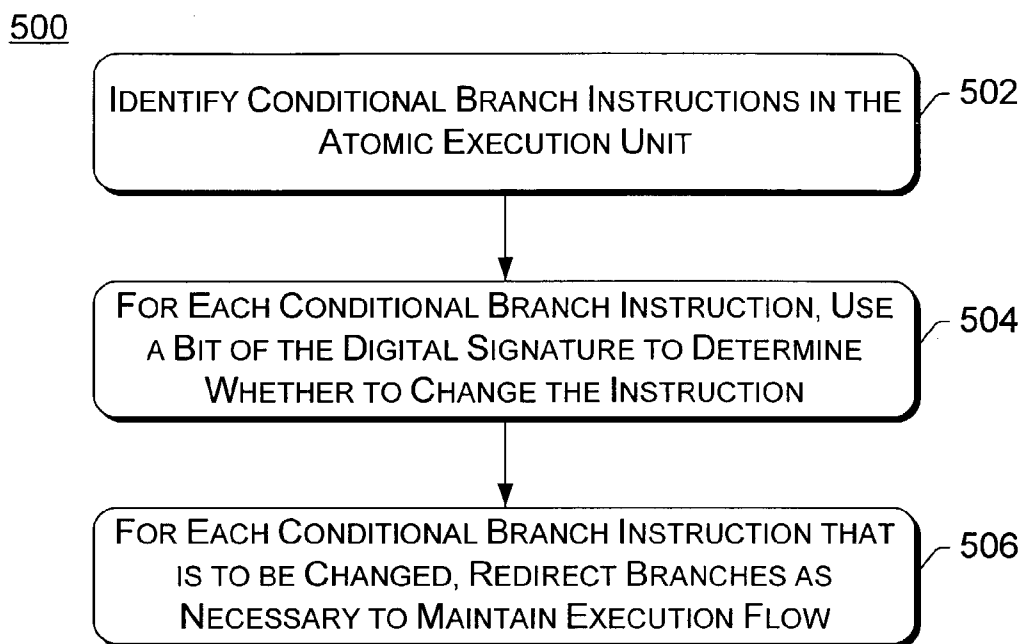 500
IDENTIFY CONDITIONAL BRANCH INSTRUCTIONS IN THE
ATOMIC EXECUTION UNIT
502
FOR EACH CONDITIONAL BRANCH INSTRUCTION, USE
A BIT OF THE DIGITAL SIGNATURE TO DETERMINE
WHETHER TO CHANGE THE INSTRUCTION
504
FOR EACH CONDITIONAL BRANCH INSTRUCTION THAT
IS TO BE CHANGED, REDIRECT BRANCHES AS
NECESSARY TO MAINTAIN EXECUTION FLOW
506